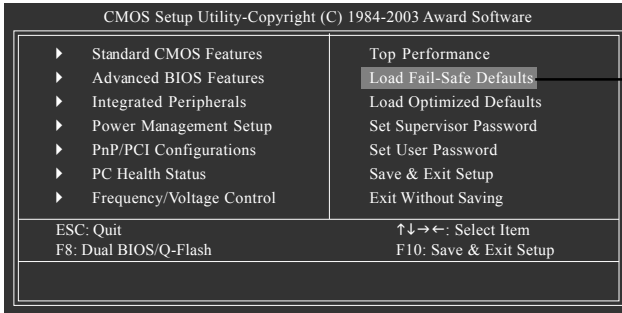 CMOS Setup Utility-Copyright (C) 1984-2003 Award Software
Standard CMOS Features
Advanced BIOS Features
Integrated Peripherals
Power Management Setup
PnP/PCI Configurations
PC Health Status
Frequency/Voltage Control
Top Performance
Load Fail-Safe Defaults
Load Optimized Defaults
Set Supervisor Password
Set User Password
Save & Exit Setup
Exit Without Saving
ESC: Quit
F8: Dual BIOS/Q-Flash
↑↓→←: Select Item
F10: Save & Exit Setup